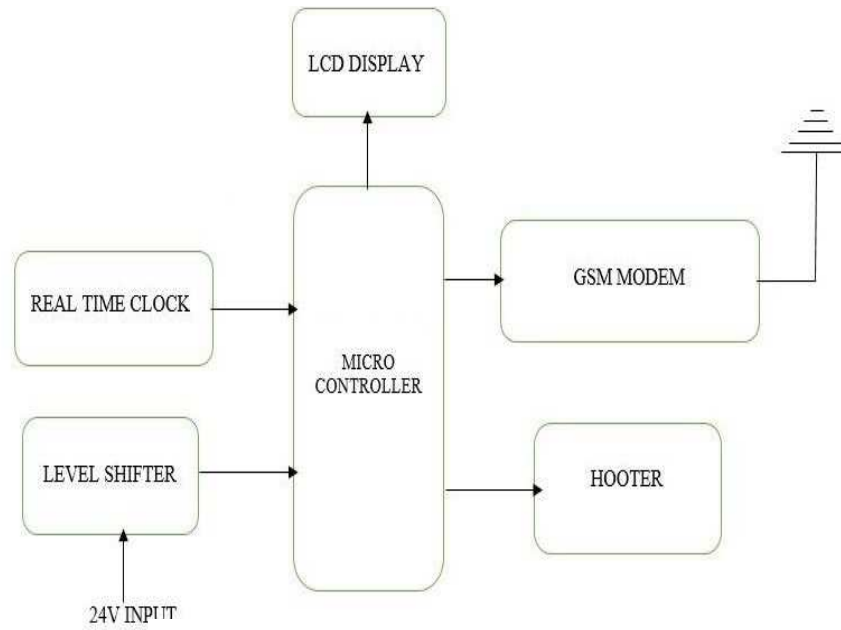 LCD DISPLAY
REAL TIME CLOCK
GSM MODEM
MICRO
CONTROLLER
LEVEL SHIFTER
HOOTER
24V INPUT